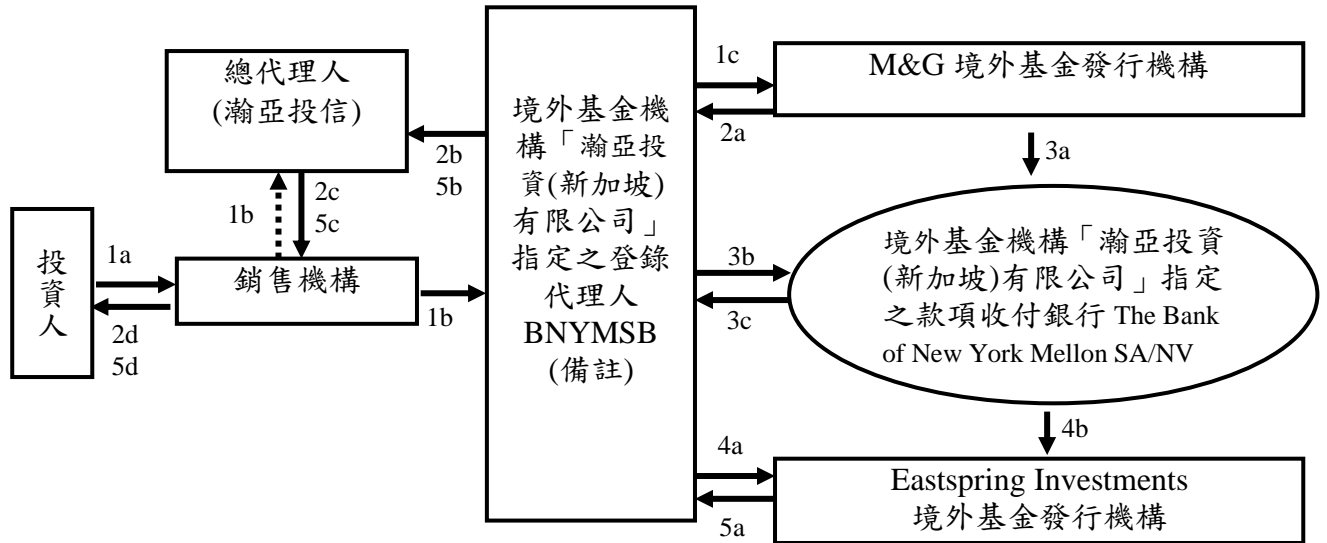 總代理人
(瀚亞投信)
境外基金機
構「瀚亞投
資(新加坡)
有限公司」
指定之登錄
代理人
BNYMSB
(備註)
1c
2a
M&G 境外基金發行機構
3a
2b
5b
1b
2c
5c
投
資
人
1a
2d
5d
銷售機構
1b
3b
3c
境外基金機構「瀚亞投資
(新加坡)有限公司」指定
之款項收付銀行 The Bank
of New York Mellon SA/NV
4b
4a
5a
Eastspring Investments
境外基金發行機構